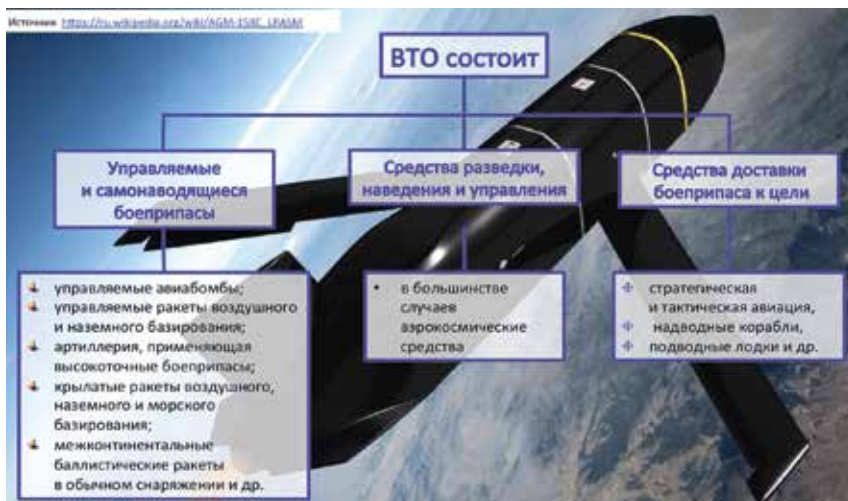 Источник https://ru.wikipedia.org/wiki/AGM-158C_LRASM
ВТО состоит
Управляемые
и самонаводящиеся
боеприпасы
Средства разведки,
наведения и управления
Средства доставки
боеприпаса к цели
управляемые авиабомбы;
управляемые ракеты воздушного
и наземного базирования;
артиллерия, применяющая
высокоточные боеприпасы;
крылатые ракеты воздушного,
наземного и морского
базирования;
межконтинентальные
баллистические ракеты
в обычном снаряжении и др.
• в большинстве
случаев
аэрокосмические
средства
стратегическая
и тактическая авиация,
надводные корабли,
подводные лодки и др.